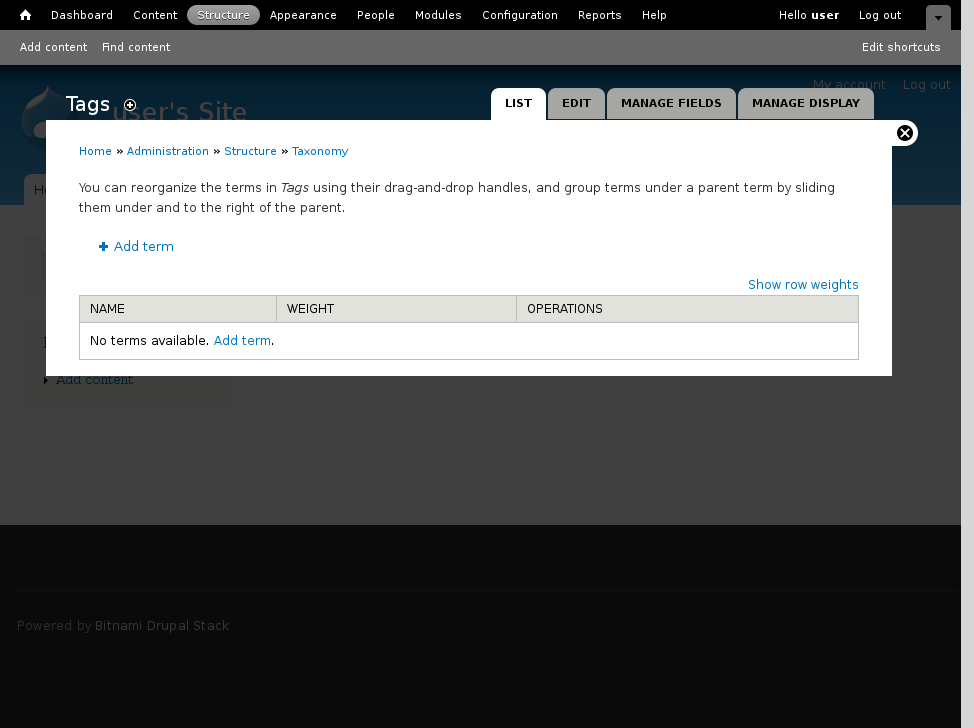 Dashboard Content Structure Appearance People Modules Configuration Reports Help Hello user Log out
Add content Find content Edit shortcuts
My account Log out
Tags
user's Site
LIST EDIT MANAGE FIELDS MANAGE DISPLAY
Home » Administration » Structure » Taxonomy
You can reorganize the terms in Tags using their drag-and-drop handles, and group terms under a parent term by sliding
them under and to the right of the parent.
Add term
Show row weights
NAME WEIGHT OPERATIONS
No terms available. Add term.
Add content
Powered by Bitnami Drupal Stack